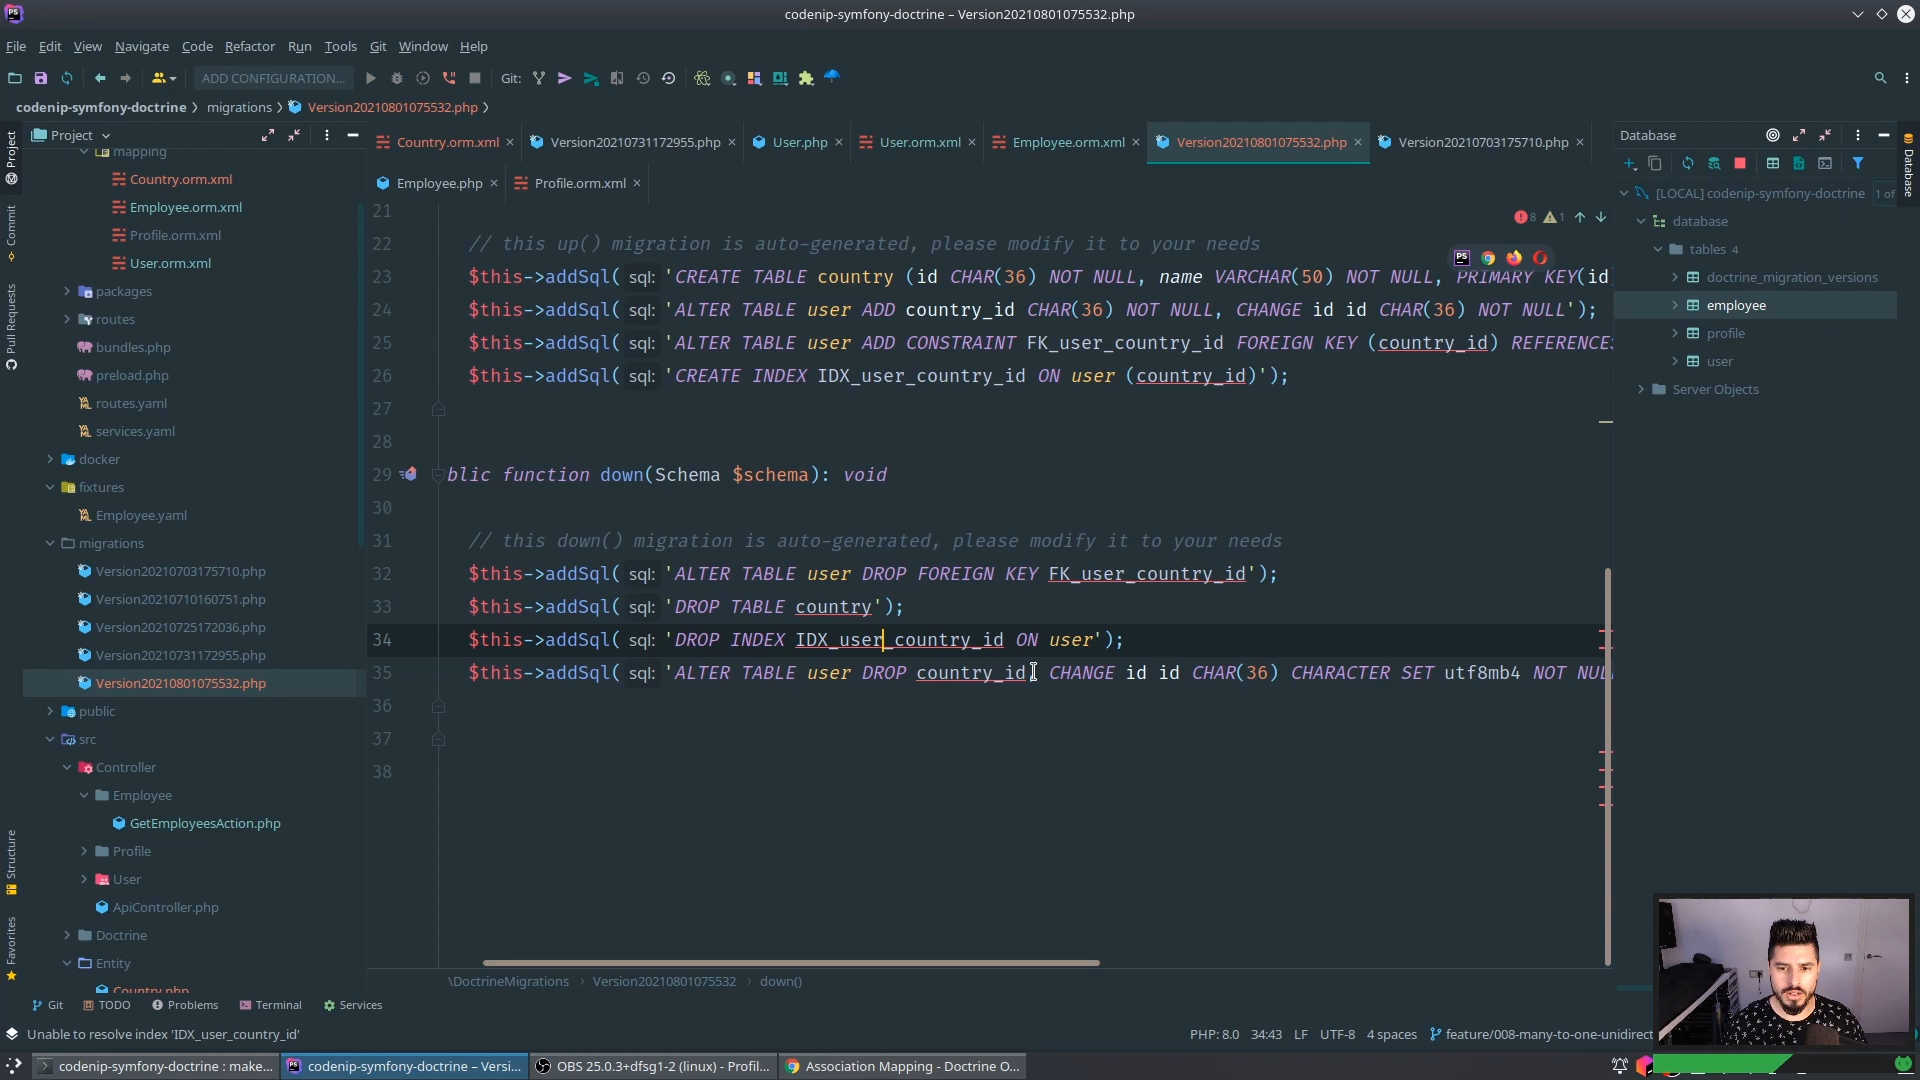 codenip-symfony-doctrine – Version20210801075532.php
File Edit View Navigate Code Refactor Run Tools Git Window Help
ADD CONFIGURATION... Git:
codenip-symfony-doctrine migrations Version20210801075532.php
Project
Country.orm.xml Version20210731172955.php User.php User.orm.xml Employee.orm.xml Version20210801075532.php Version20210703175710.php
Employee.php Profile.orm.xml
mapping
Country.orm.xml
Employee.orm.xml
Profile.orm.xml
User.orm.xml
packages
routes
bundles.php
preload.php
routes.yaml
services.yaml
docker
fixtures
Employee.yaml
migrations
Version20210703175710.php
Version20210710160751.php
Version20210725172036.php
Version20210731172955.php
Version20210801075532.php
public
src
Controller
Employee
GetEmployeesAction.php
Profile
User
ApiController.php
Doctrine
Entity
Country.php
Project
Commit
Pull Requests
Structure
Favorites
21
22 // this up() migration is auto-generated, please modify it to your needs
23 $this->addSql( sql: 'CREATE TABLE country (id CHAR(36) NOT NULL, name VARCHAR(50) NOT NULL, PRIMARY KEY(id
24 $this->addSql( sql: 'ALTER TABLE user ADD country_id CHAR(36) NOT NULL, CHANGE id id CHAR(36) NOT NULL');
25 $this->addSql( sql: 'ALTER TABLE user ADD CONSTRAINT FK_user_country_id FOREIGN KEY (country_id) REFERENCES
26 $this->addSql( sql: 'CREATE INDEX IDX_user_country_id ON user (country_id)');
27
28
29 blic function down(Schema $schema): void
30
31 // this down() migration is auto-generated, please modify it to your needs
32 $this->addSql( sql: 'ALTER TABLE user DROP FOREIGN KEY FK_user_country_id');
33 $this->addSql( sql: 'DROP TABLE country');
34 $this->addSql( sql: 'DROP INDEX IDX_user_country_id ON user');
35 $this->addSql( sql: 'ALTER TABLE user DROP country_id, CHANGE id id CHAR(36) CHARACTER SET utf8mb4 NOT NUL
36
37
38
8 1
Database
[LOCAL] codenip-symfony-doctrine 1 of
database
tables 4
doctrine_migration_versions
employee
profile
user
Server Objects
Database
\DoctrineMigrations Version20210801075532 down()
Git TODO Problems Terminal Services
Unable to resolve index 'IDX_user_country_id'
PHP: 8.0 34:43 LF UTF-8 4 spaces feature/008-many-to-one-unidirect
codenip-symfony-doctrine : make... codenip-symfony-doctrine – Versi... OBS 25.0.3+dfsg1-2 (linux) - Profil... Association Mapping - Doctrine O...